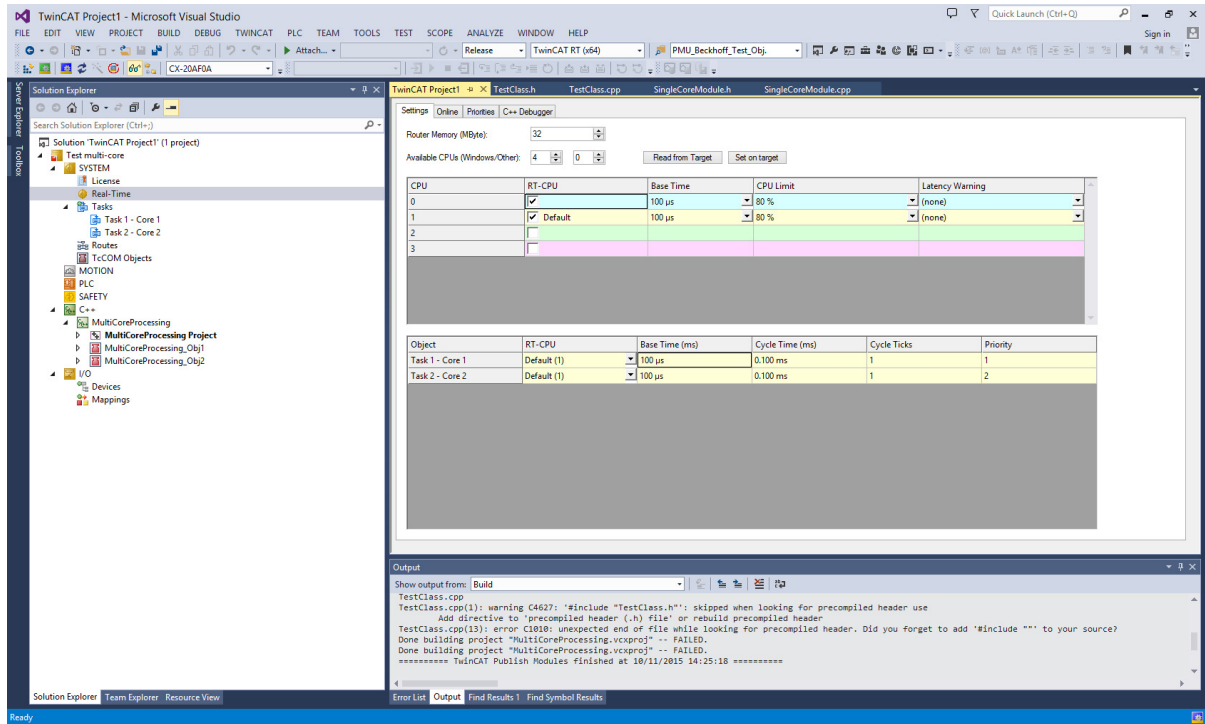 TwinCAT Project1 - Microsoft Visual Studio
Quick Launch (Ctrl+Q)
FILE EDIT VIEW PROJECT BUILD DEBUG TWINCAT PLC TEAM TOOLS TEST SCOPE ANALYZE WINDOW HELP
Sign in
Attach... Release TwinCAT RT (x64) PMU_Beckhoff_Test_Obj.
CX-20AF0A
Server Explorer
Toolbox
Solution Explorer
Search Solution Explorer (Ctrl+;)
Solution 'TwinCAT Project1' (1 project)
Test multi-core
SYSTEM
License
Real-Time
Tasks
Task 1 - Core 1
Task 2 - Core 2
Routes
TcCOM Objects
MOTION
PLC
SAFETY
C++
MultiCoreProcessing
MultiCoreProcessing Project
MultiCoreProcessing_Obj1
MultiCoreProcessing_Obj2
I/O
Devices
Mappings
Solution Explorer Team Explorer Resource View
TwinCAT Project1 TestClass.h TestClass.cpp SingleCoreModule.h SingleCoreModule.cpp
Settings Online Priorities C++ Debugger
Router Memory (MByte): 32
Available CPUs (Windows/Other): 4 0 Read from Target Set on target
CPU RT-CPU Base Time CPU Limit Latency Warning
0 100 µs 80 % (none)
1 Default 100 µs 80 % (none)
2
3
Object RT-CPU Base Time (ms) Cycle Time (ms) Cycle Ticks Priority
Task 1 - Core 1 Default (1) 100 µs 0.100 ms 1 1
Task 2 - Core 2 Default (1) 100 µs 0.100 ms 1 2
Output
Show output from: Build
TestClass.cpp
TestClass.cpp(1): warning C4627: '#include "TestClass.h"': skipped when looking for precompiled header use
Add directive to 'precompiled header (.h) file' or rebuild precompiled header
TestClass.cpp(13): error C1010: unexpected end of file while looking for precompiled header. Did you forget to add '#include ""' to your source?
Done building project "MultiCoreProcessing.vcxproj" -- FAILED.
Done building project "MultiCoreProcessing.vcxproj" -- FAILED.
========== TwinCAT Publish Modules finished at 10/11/2015 14:25:18 ==========
Error List Output Find Results 1 Find Symbol Results
Ready